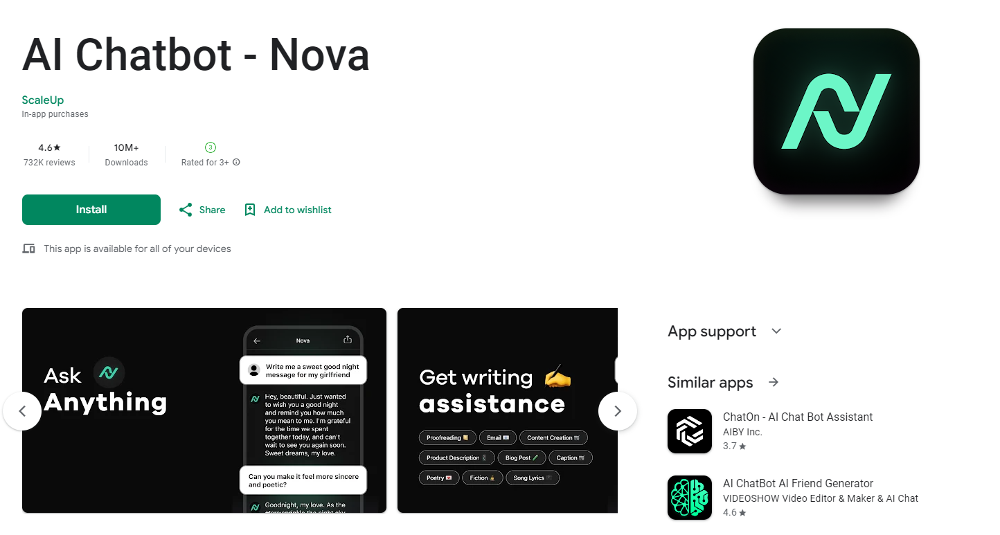 AI Chatbot - Nova
ScaleUp
In-app purchases
4.6★
732K reviews
10M+
Downloads
3
Rated for 3+
Install
Share
Add to wishlist
This app is available for all of your devices
Ask
Anything
Nova
Write me a sweet good night
message for my girlfriend
Hey, beautiful. Just wanted
to wish you a good night
and remind you how much
you mean to me. I'm grateful
for the time we spent
together today, and can't
wait to see you again soon.
Sweet dreams, my love.
Can you make it feel more sincere
and poetic?
Goodnight, my love. As the
Get writing ✍
assistance
Proofreading
Email
Content Creation
Product Description
Blog Post
Caption
Poetry
Fiction
Song Lyrics
App support
Similar apps
ChatOn - AI Chat Bot Assistant
AIBY Inc.
3.7★
AI ChatBot AI Friend Generator
VIDEOSHOW Video Editor & Maker & AI Chat
4.6★